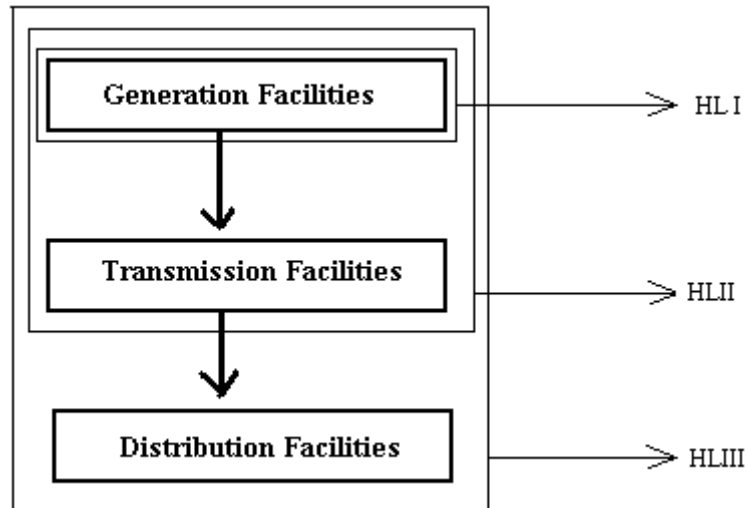 Generation Facilities
HL I
Transmission Facilities
HLII
Distribution Facilities
HLIII